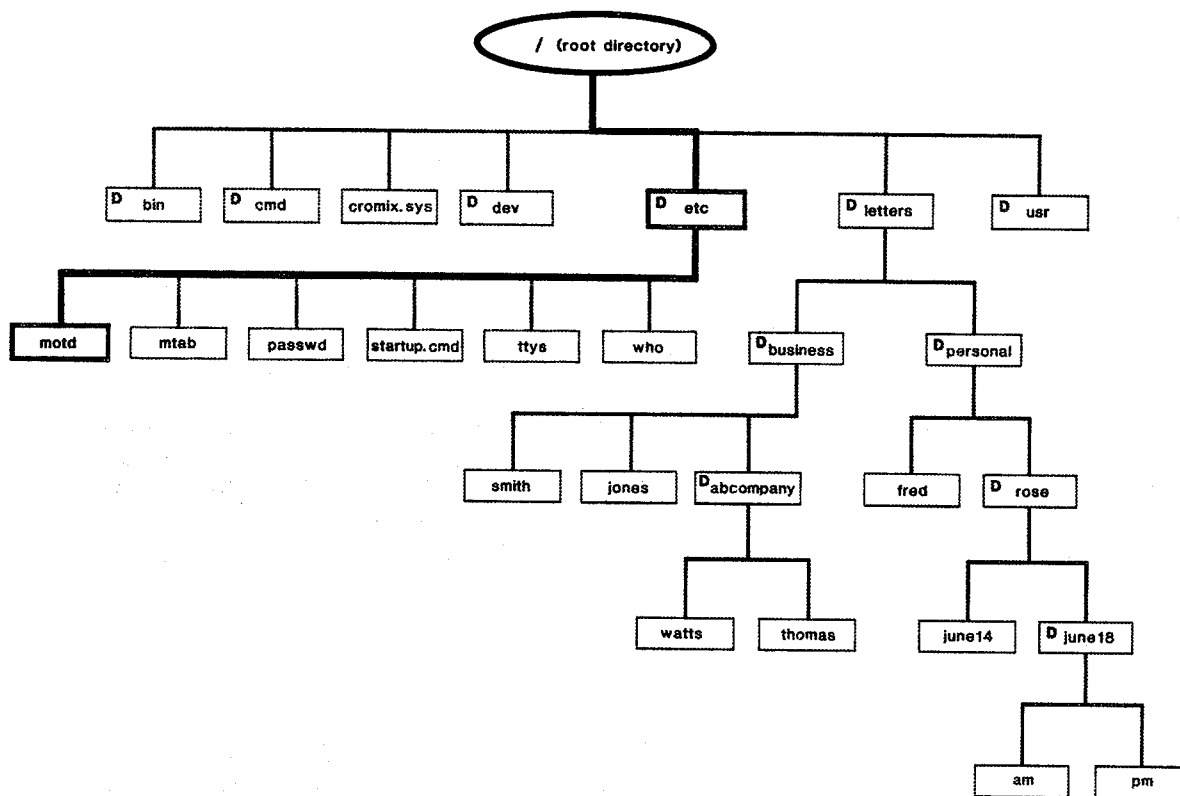 / (root directory)
D bin
D cmd
cromix.sys
D dev
D etc
D letters
D usr
motd
mtab
passwd
startup.cmd
ttys
who
D business
D personal
smith
jones
D abcompany
fred
D rose
watts
thomas
june14
D june18
am
pm